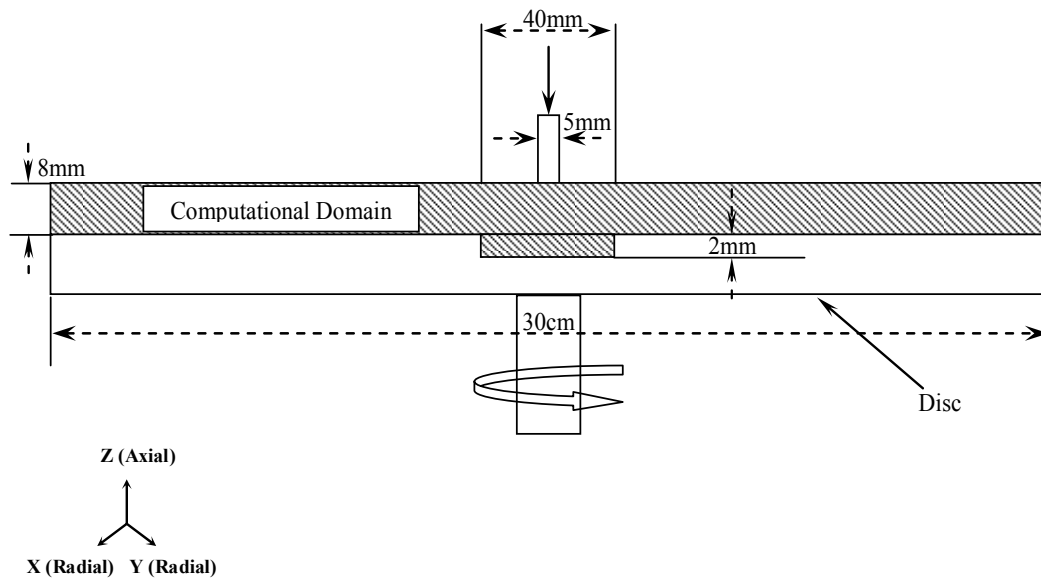 40mm
5mm
8mm
Computational Domain
2mm
30cm
Disc
Z (Axial)
X (Radial) Y (Radial)